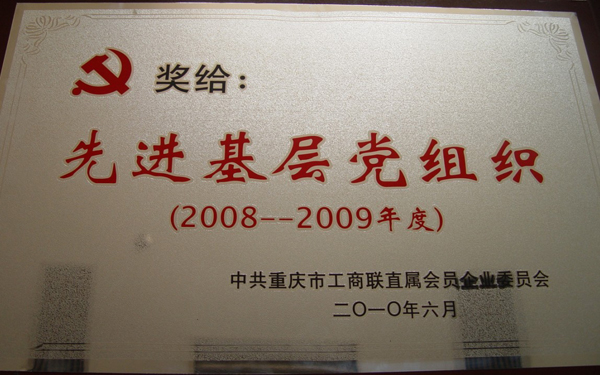 奖给：
先进基层党组织
(2008--2009年度)
中共重庆市工商联直属会员企业委员会
二〇一〇年六月